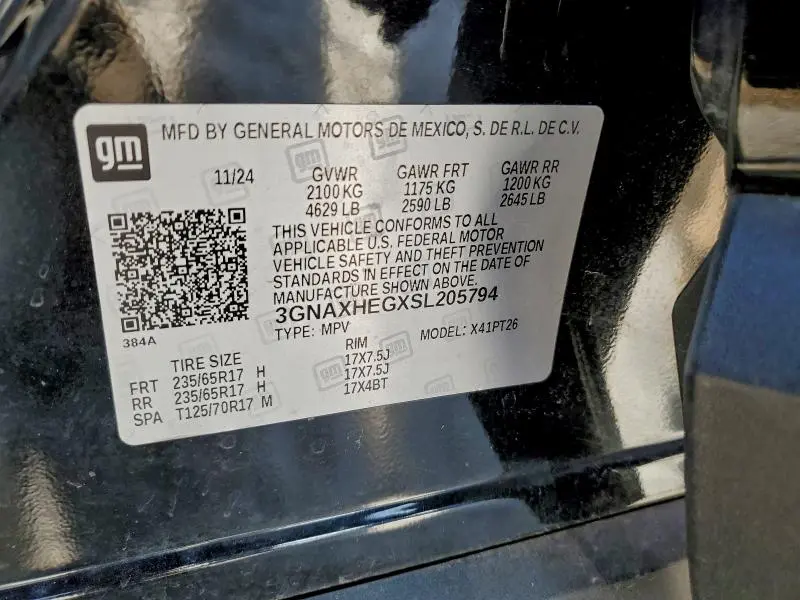 gm
MFD BY GENERAL MOTORS DE MEXICO, S. DE R.L. DE C.V.
11/24 GVWR GAWR FRT GAWR RR
2100 KG 1175 KG 1200 KG
4629 LB 2590 LB 2645 LB
THIS VEHICLE CONFORMS TO ALL
APPLICABLE U.S. FEDERAL MOTOR
VEHICLE SAFETY AND THEFT PREVENTION
STANDARDS IN EFFECT ON THE DATE OF
MANUFACTURE SHOWN ABOVE.
3GNAXHEGXSL205794
TYPE: MPV MODEL: X41PT26
384A
TIRE SIZE RIM
FRT 235/65R17 H 17X7.5J
RR 235/65R17 H 17X7.5J
SPA T125/70R17 M 17X4BT